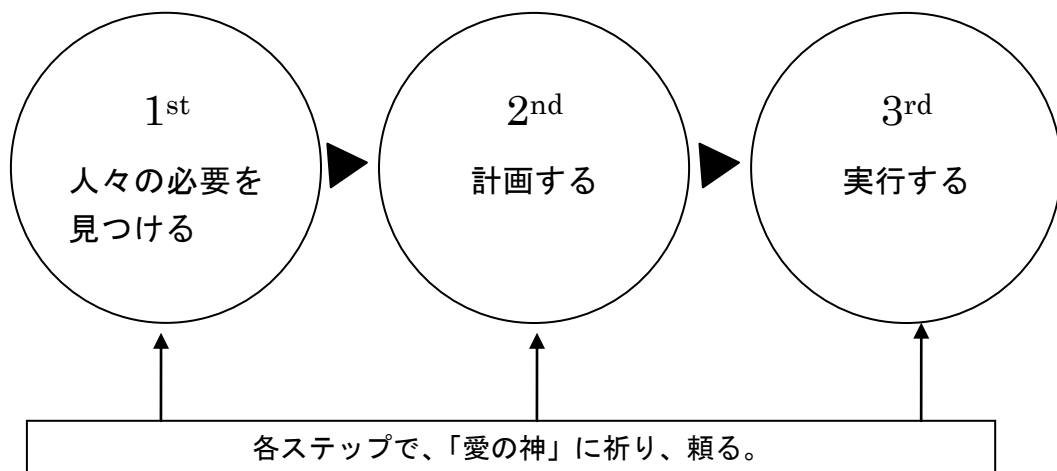 1st
人々の必要を
見つける
2nd
計画する
3rd
実行する
各ステップで、「愛の神」に祈り、頼る。